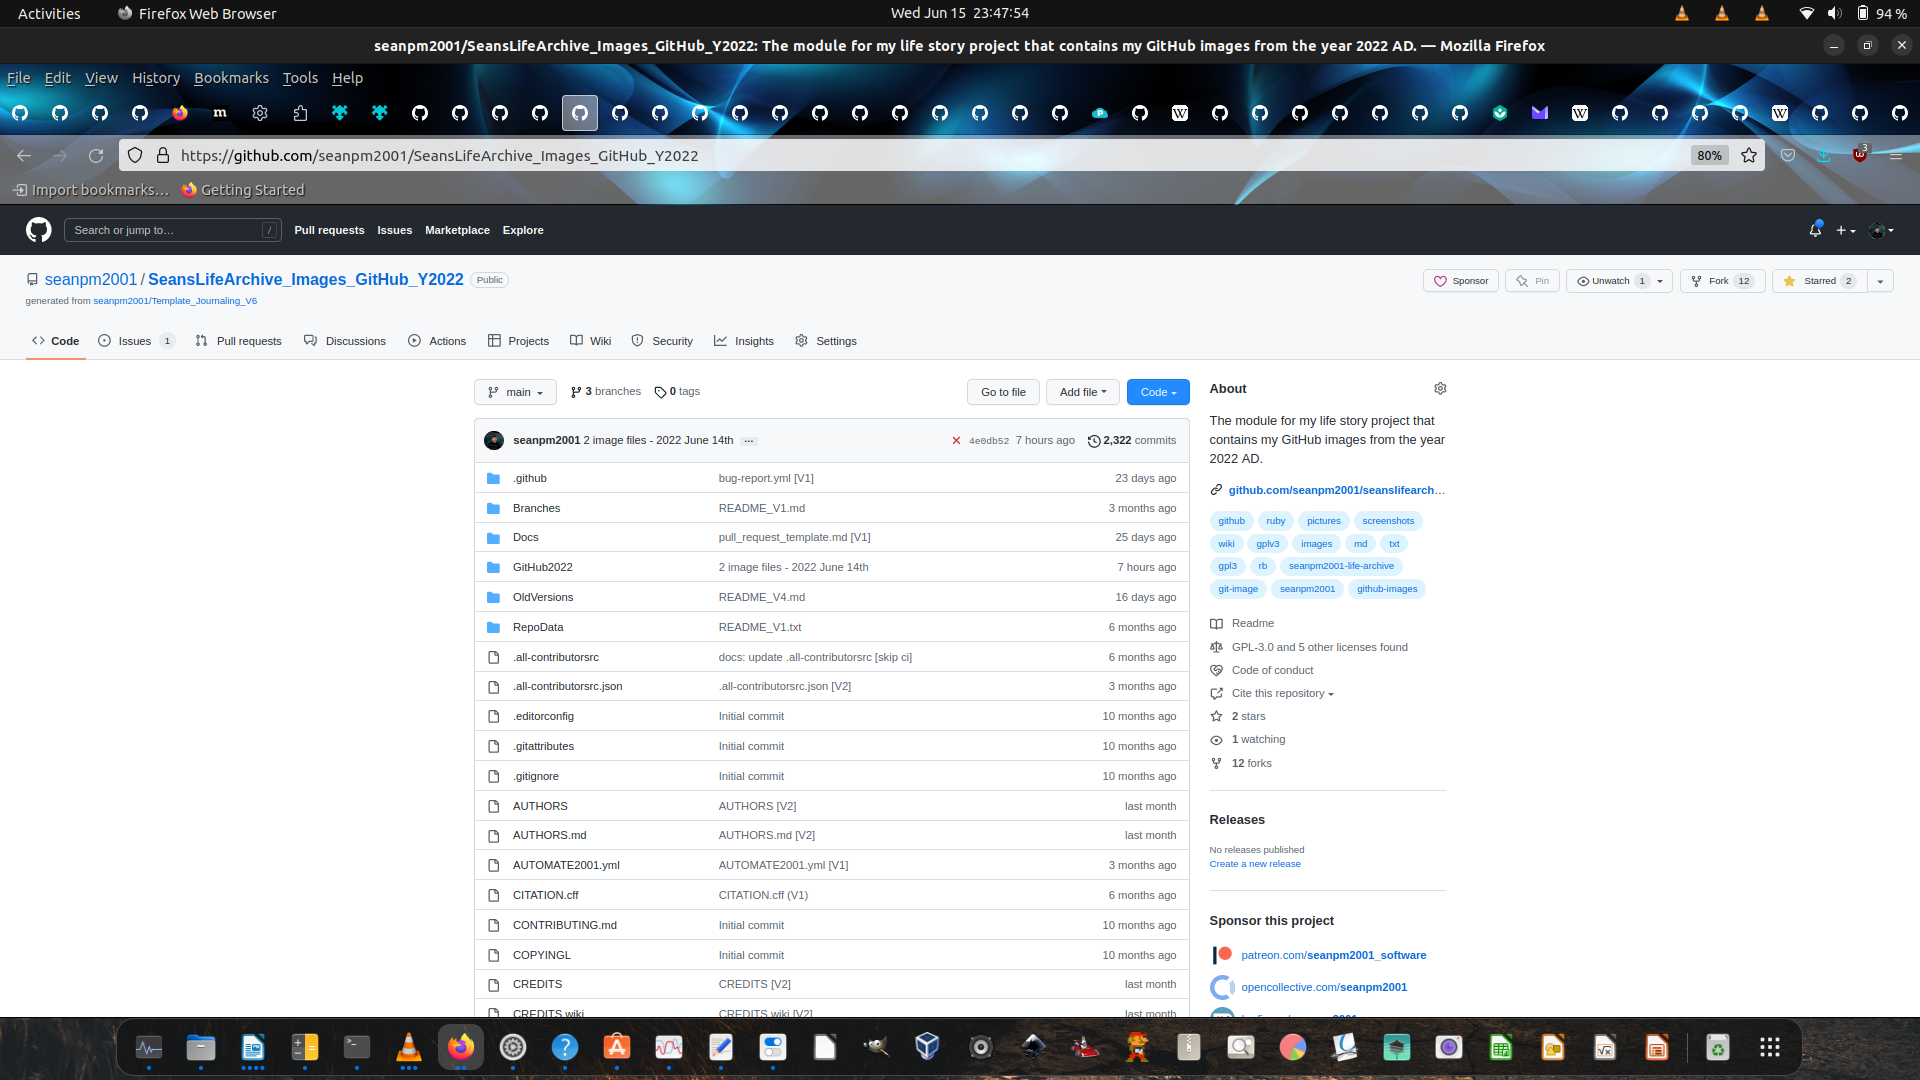 Activities
Firefox Web Browser
Wed Jun 15 23:47:54
94 %
seanpm2001/SeansLifeArchive_Images_GitHub_Y2022: The module for my life story project that contains my GitHub images from the year 2022 AD. — Mozilla Firefox
File Edit View History Bookmarks Tools Help
https://github.com/seanpm2001/SeansLifeArchive_Images_GitHub_Y2022
80%
3
Import bookmarks… Getting Started
Search or jump to… /
Pull requests Issues Marketplace Explore
seanpm2001 / SeansLifeArchive_Images_GitHub_Y2022 Public
generated from seanpm2001/Template_Journaling_V6
Sponsor Pin Unwatch 1 Fork 12 Starred 2
Code Issues 1 Pull requests Discussions Actions Projects Wiki Security Insights Settings
main 3 branches 0 tags
Go to file Add file Code
seanpm2001 2 image files - 2022 June 14th ... 4e0db52 7 hours ago 2,322 commits
.github bug-report.yml [V1] 23 days ago
Branches README_V1.md 3 months ago
Docs pull_request_template.md [V1] 25 days ago
GitHub2022 2 image files - 2022 June 14th 7 hours ago
OldVersions README_V4.md 16 days ago
RepoData README_V1.txt 6 months ago
.all-contributorsrc docs: update .all-contributorsrc [skip ci] 6 months ago
.all-contributorsrc.json .all-contributorsrc.json [V2] 3 months ago
.editorconfig Initial commit 10 months ago
.gitattributes Initial commit 10 months ago
.gitignore Initial commit 10 months ago
AUTHORS AUTHORS [V2] last month
AUTHORS.md AUTHORS.md [V2] last month
AUTOMATE2001.yml AUTOMATE2001.yml [V1] 3 months ago
CITATION.cff CITATION.cff (V1) 6 months ago
CONTRIBUTING.md Initial commit 10 months ago
COPYINGL Initial commit 10 months ago
CREDITS CREDITS [V2] last month
CREDITS.wiki CREDITS.wiki [V2] last month
About
The module for my life story project that
contains my GitHub images from the year
2022 AD.
github.com/seanpm2001/seanslifearch…
github ruby pictures screenshots
wiki gplv3 images md txt
gpl3 rb seanpm2001-life-archive
git-image seanpm2001 github-images
Readme
GPL-3.0 and 5 other licenses found
Code of conduct
Cite this repository
2 stars
1 watching
12 forks
Releases
No releases published
Create a new release
Sponsor this project
patreon.com/seanpm2001_software
opencollective.com/seanpm2001